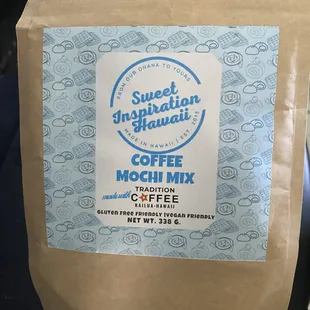 FROM OUR OHANA TO YOURS
Sweet
Inspiration
Hawaii
MADE IN HAWAII | EST. 2018
COFFEE
MOCHI MIX
made with
TRADITION
COFFEE
KAILUA-HAWAII
GLUTEN FREE FRIENDLY |VEGAN FRIENDLY
NET WT. 338 G.